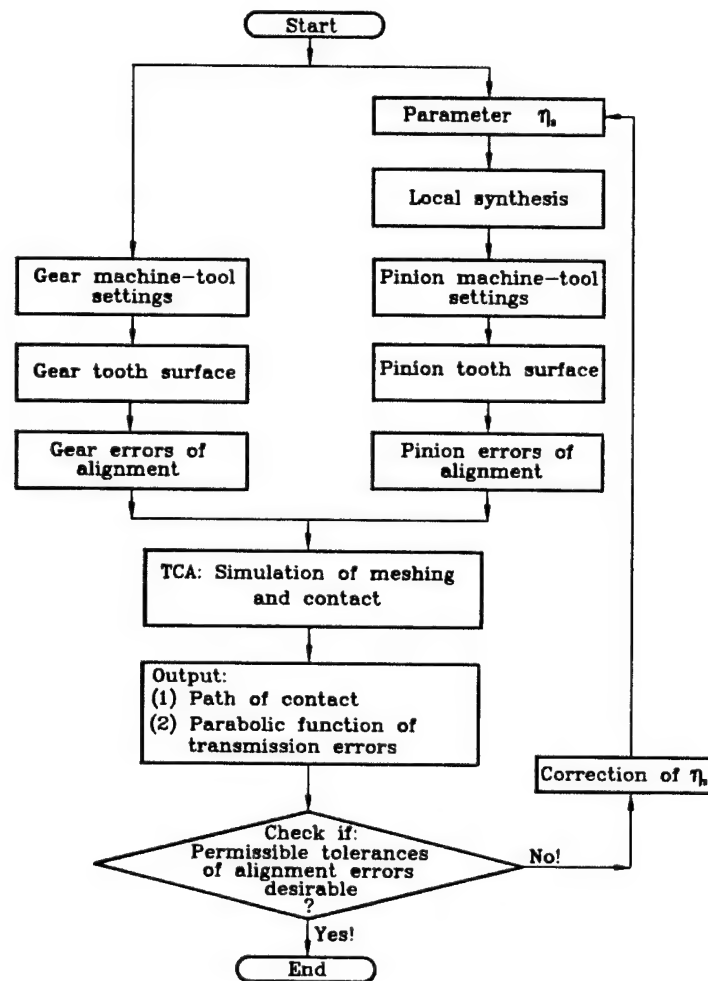 Start
Parameter η₂
Local synthesis
Gear machine-tool
settings
Pinion machine-tool
settings
Gear tooth surface
Pinion tooth surface
Gear errors of
alignment
Pinion errors of
alignment
TCA: Simulation of meshing
and contact
Output:
(1) Path of contact
(2) Parabolic function of
transmission errors
Correction of η₂
Check if:
Permissible tolerances
of alignment errors
desirable
?
No!
Yes!
End